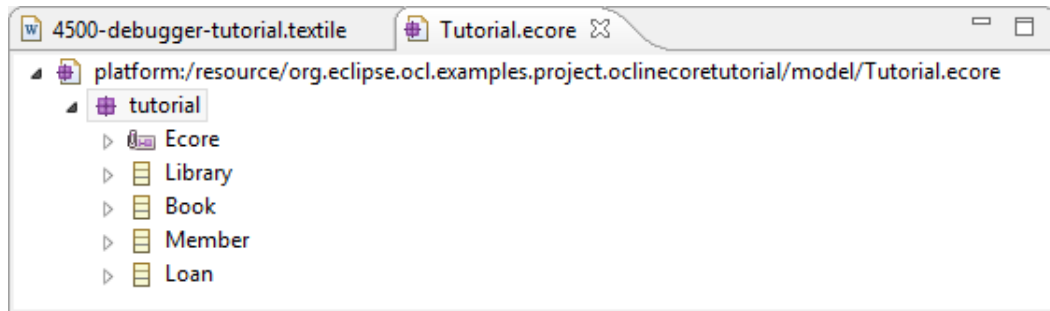 4500-debugger-tutorial.textile Tutorial.ecore
platform:/resource/org.eclipse.ocl.examples.project.oclinecoretutorial/model/Tutorial.ecore
tutorial
Ecore
Library
Book
Member
Loan